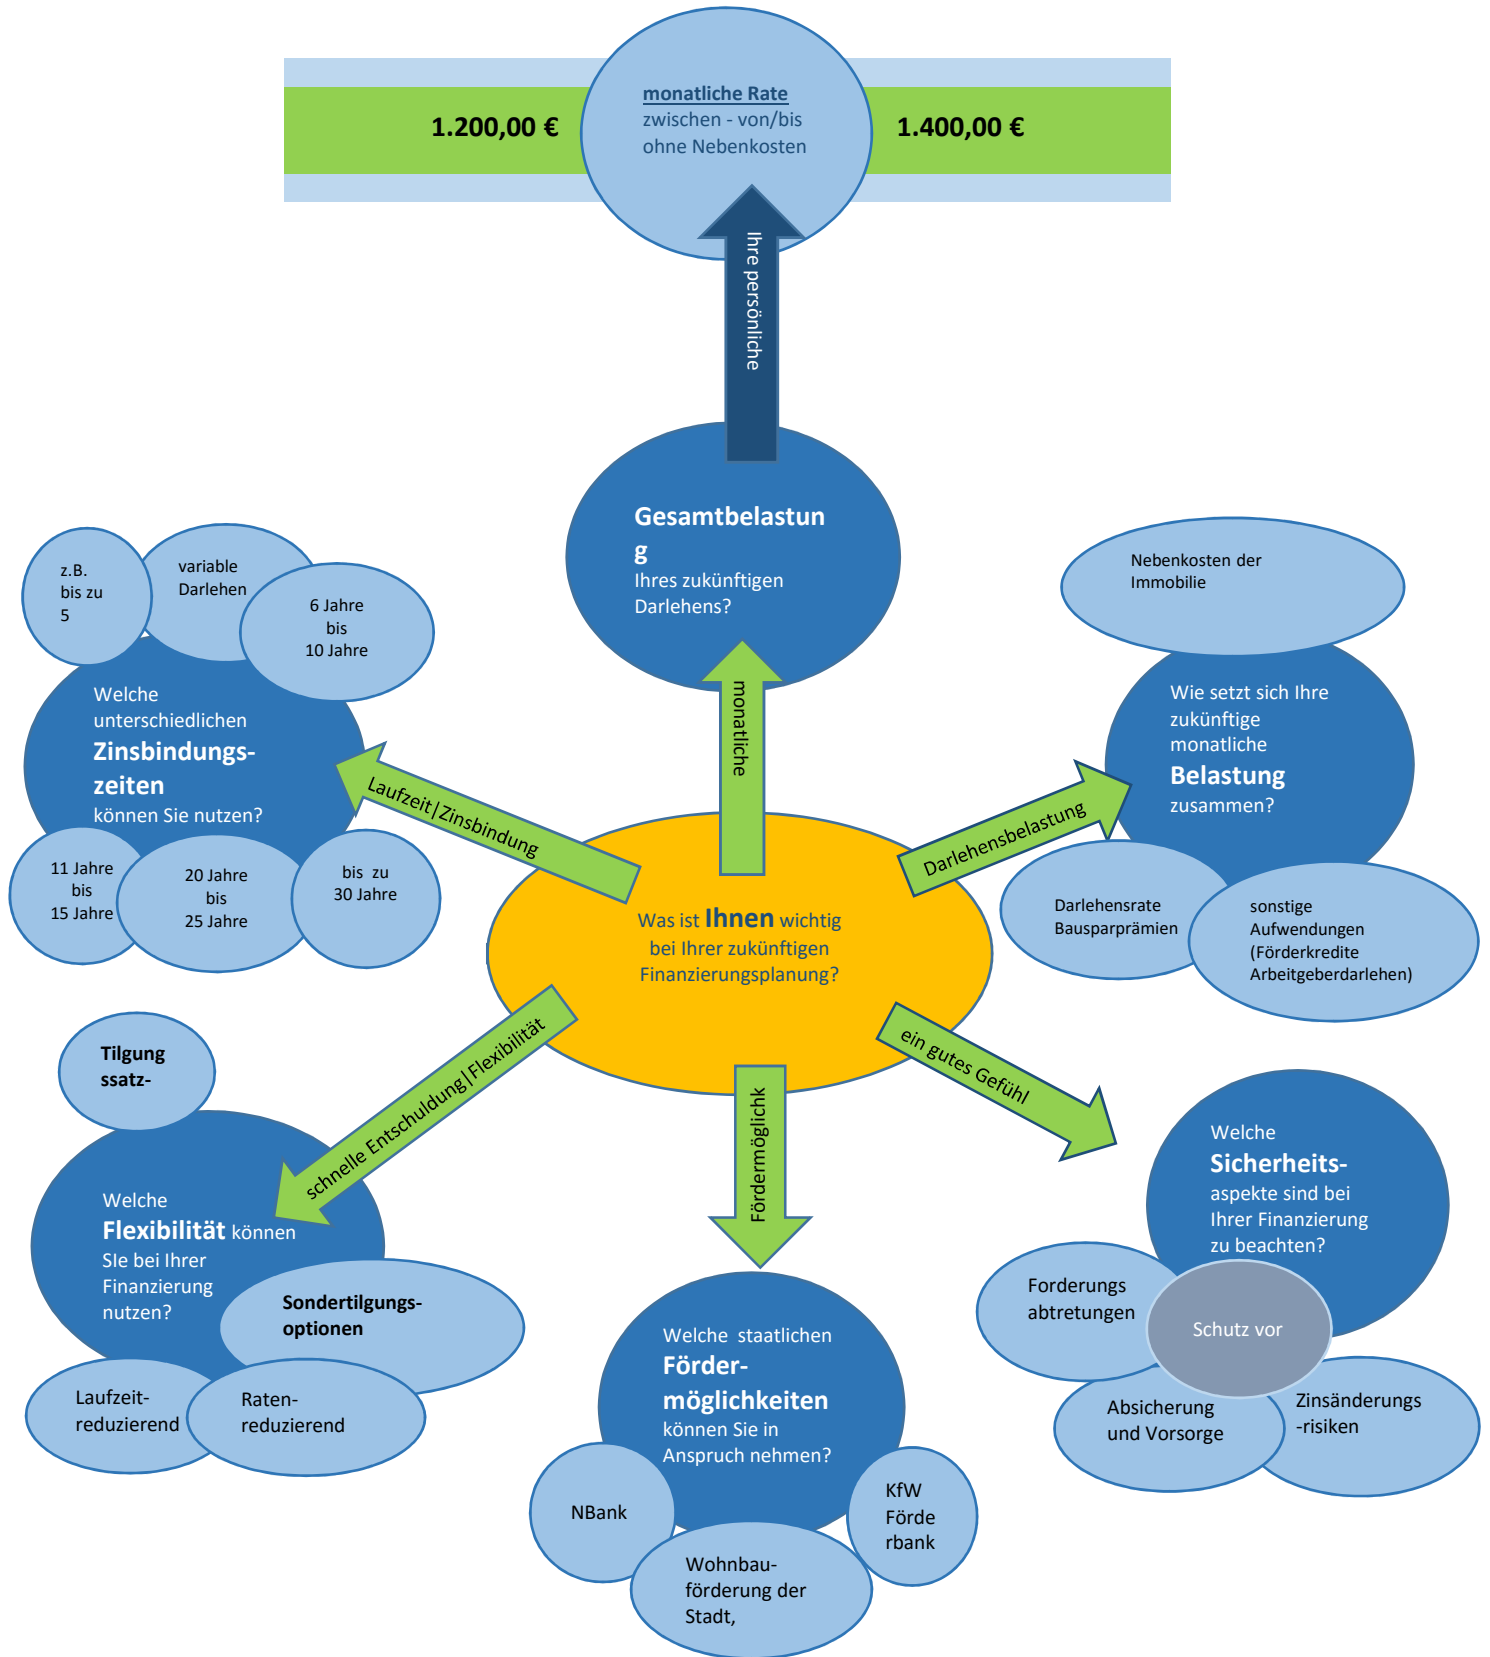 monatliche Rate
zwischen - von/bis
ohne Nebenkosten
1.200,00 €
1.400,00 €
Ihre persönliche
Gesamtbelastun
g
Ihres zukünftigen
Darlehens?
monatliche
z.B.
bis zu
5
variable
Darlehen
6 Jahre
bis
10 Jahre
Welche
unterschiedlichen
Zinsbindungs-
zeiten
können Sie nutzen?
11 Jahre
bis
15 Jahre
20 Jahre
bis
25 Jahre
bis zu
30 Jahre
Laufzeit|Zinsbindung
Nebenkosten der
Immobilie
Wie setzt sich Ihre
zukünftige
monatliche
Belastung
zusammen?
Darlehensrate
Bausparprämien
sonstige
Aufwendungen
(Förderkredite
Arbeitgeberdarlehen)
Darlehensbelastung
Was ist Ihnen wichtig
bei Ihrer zukünftigen
Finanzierungsplanung?
schnelle Entschuldung|Flexibilität
Tilgung
ssatz-
Welche
Flexibilität können
SIe bei Ihrer
Finanzierung
nutzen?
Sondertilgungs-
optionen
Laufzeit-
reduzierend
Raten-
reduzierend
Fördermöglichk
Welche staatlichen
Förder-
möglichkeiten
können Sie in
Anspruch nehmen?
NBank
Wohnbau-
förderung der
Stadt,
KfW
Förde
rbank
ein gutes Gefühl
Welche
Sicherheits-
aspekte sind bei
Ihrer Finanzierung
zu beachten?
Forderungs
abtretungen
Schutz vor
Absicherung
und Vorsorge
Zinsänderungs
-risiken